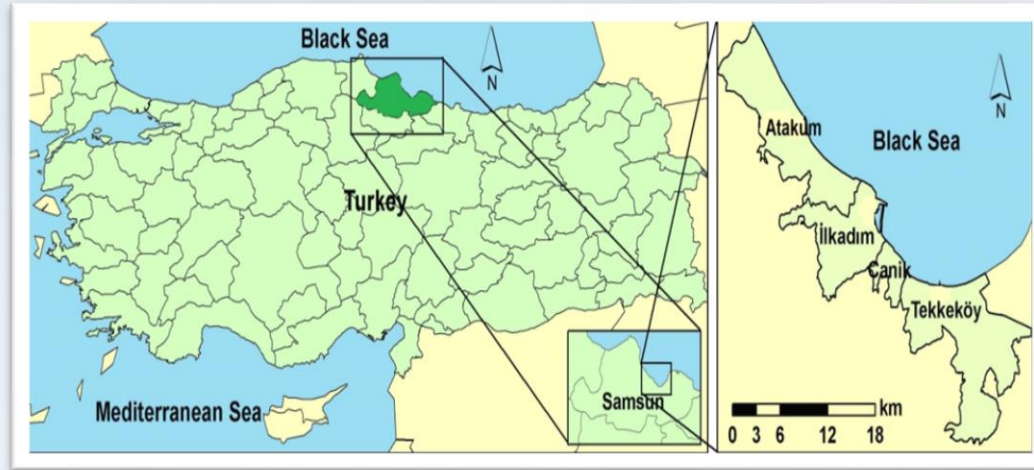 Black Sea
N
Turkey
Mediterranean Sea
Samsun
N
Atakum
Black Sea
İlkadım
Canik
Tekkeköy
km
0 3 6 12 18